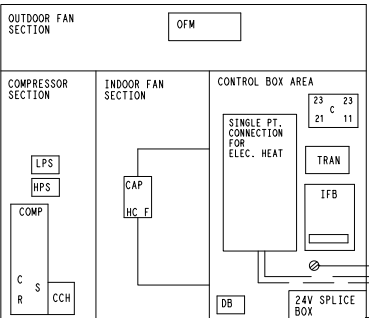 OUTDOOR FAN
SECTION
OFM
COMPRESSOR
SECTION
LPS
HPS
COMP
C
S
R
CCH
INDOOR FAN
SECTION
CAP
HC F
CONTROL BOX AREA
23 23
C
21 11
SINGLE PT.
CONNECTION
FOR
ELEC. HEAT
TRAN
IFB
DB
24V SPLICE
BOX